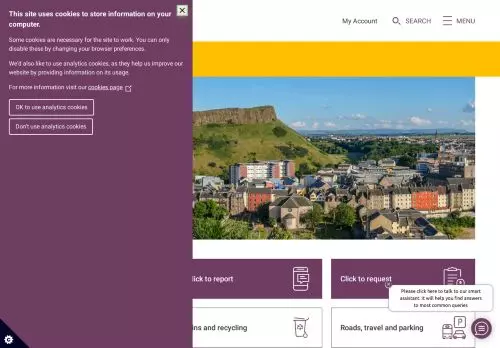 This site uses cookies to store information on your
computer.
Some cookies are necessary for the site to work. You can only
disable these by changing your browser preferences.
We'd also like to use analytics cookies, as they help us improve our
website by providing information on its usage.
For more information visit our cookies page
OK to use analytics cookies
Don't use analytics cookies
My Account
SEARCH
MENU
lick to report
Click to request
Please click here to talk to our smart
assistant. It will help you find answers
to most common queries
ins and recycling
Roads, travel and parking
P